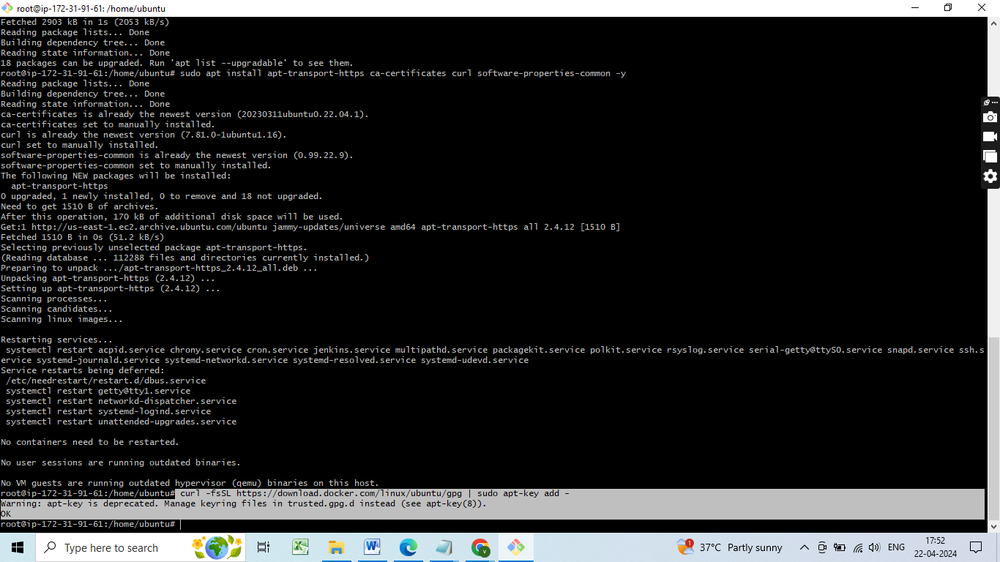 root@ip-172-31-91-61: /home/ubuntu
Fetched 2903 kB in 1s (2053 kB/s)
Reading package lists... Done
Building dependency tree... Done
Reading state information... Done
18 packages can be upgraded. Run 'apt list --upgradable' to see them.
root@ip-172-31-91-61:/home/ubuntu# sudo apt install apt-transport-https ca-certificates curl software-properties-common -y
Reading package lists... Done
Building dependency tree... Done
Reading state information... Done
ca-certificates is already the newest version (20230311ubuntu0.22.04.1).
ca-certificates set to manually installed.
curl is already the newest version (7.81.0-1ubuntu1.16).
curl set to manually installed.
software-properties-common is already the newest version (0.99.22.9).
software-properties-common set to manually installed.
The following NEW packages will be installed:
  apt-transport-https
0 upgraded, 1 newly installed, 0 to remove and 18 not upgraded.
Need to get 1510 B of archives.
After this operation, 170 kB of additional disk space will be used.
Get:1 http://us-east-1.ec2.archive.ubuntu.com/ubuntu jammy-updates/universe amd64 apt-transport-https all 2.4.12 [1510 B]
Fetched 1510 B in 0s (51.2 kB/s)
Selecting previously unselected package apt-transport-https.
(Reading database ... 112288 files and directories currently installed.)
Preparing to unpack .../apt-transport-https_2.4.12_all.deb ...
Unpacking apt-transport-https (2.4.12) ...
Setting up apt-transport-https (2.4.12) ...
Scanning processes...
Scanning candidates...
Scanning linux images...
Restarting services...
 systemctl restart acpid.service chrony.service cron.service jenkins.service multipathd.service packagekit.service polkit.service rsyslog.service serial-getty@ttyS0.service snapd.service ssh.s
ervice systemd-journald.service systemd-networkd.service systemd-resolved.service systemd-udevd.service
Service restarts being deferred:
 /etc/needrestart/restart.d/dbus.service
 systemctl restart getty@tty1.service
 systemctl restart networkd-dispatcher.service
 systemctl restart systemd-logind.service
 systemctl restart unattended-upgrades.service
No containers need to be restarted.
No user sessions are running outdated binaries.
No VM guests are running outdated hypervisor (qemu) binaries on this host.
root@ip-172-31-91-61:/home/ubuntu# curl -fsSL https://download.docker.com/linux/ubuntu/gpg | sudo apt-key add -
Warning: apt-key is deprecated. Manage keyring files in trusted.gpg.d instead (see apt-key(8)).
OK
root@ip-172-31-91-61:/home/ubuntu#
Type here to search
1
37°C Partly sunny
ENG
17:52
22-04-2024